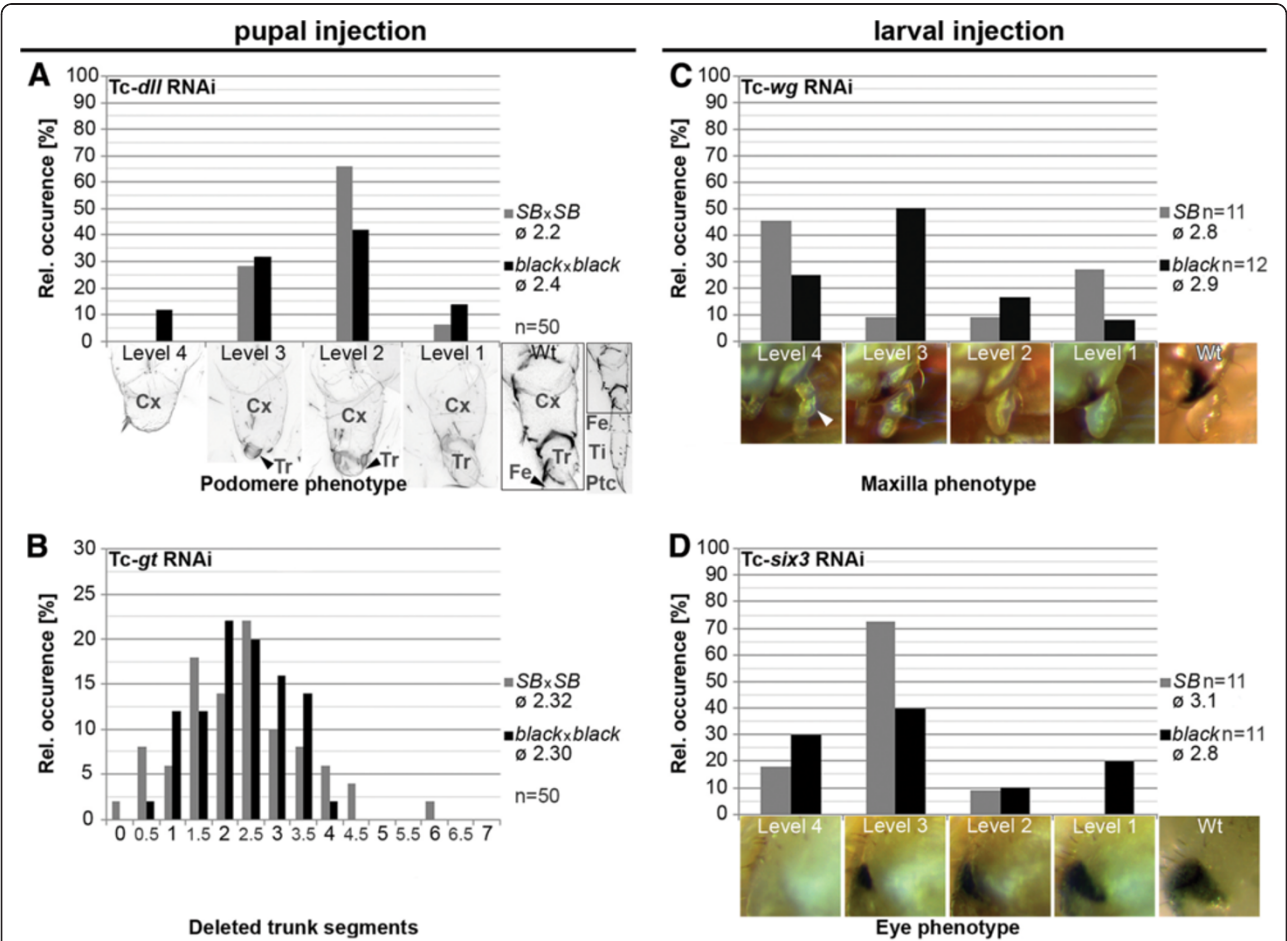 pupal injection
larval injection
A
Tc-dll RNAi
Rel. occurence [%]
100
90
80
70
60
50
40
30
20
10
0
SBxSB
ø 2.2
blackxblack
ø 2.4
n=50
Level 4
Level 3
Level 2
Level 1
Wt
Cx
Cx
Cx
Cx
Cx
Tr
Tr
Tr
Tr
Fe
Fe
Ti
Ptc
Podomere phenotype
B
Tc-gt RNAi
Rel. occurence [%]
30
25
20
15
10
5
0
0 0.5 1 1.5 2 2.5 3 3.5 4 4.5 5 5.5 6 6.5 7
SBxSB
ø 2.32
blackxblack
ø 2.30
n=50
Deleted trunk segments
C
Tc-wg RNAi
Rel. occurence [%]
100
90
80
70
60
50
40
30
20
10
0
SB n=11
ø 2.8
black n=12
ø 2.9
Level 4
Level 3
Level 2
Level 1
Wt
Maxilla phenotype
D
Tc-six3 RNAi
Rel. occurence [%]
100
90
80
70
60
50
40
30
20
10
0
SB n=11
ø 3.1
black n=11
ø 2.8
Level 4
Level 3
Level 2
Level 1
Wt
Eye phenotype